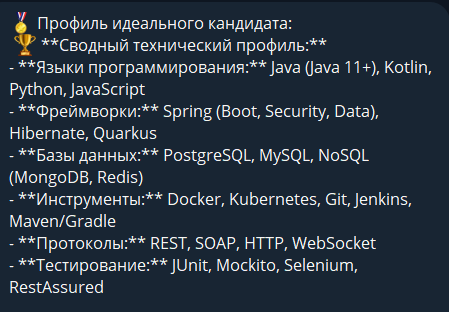 🏅 Профиль идеального кандидата:
🏆 **Сводный технический профиль:**
- **Языки программирования:** Java (Java 11+), Kotlin,
Python, JavaScript
- **Фреймворки:** Spring (Boot, Security, Data),
Hibernate, Quarkus
- **Базы данных:** PostgreSQL, MySQL, NoSQL
(MongoDB, Redis)
- **Инструменты:** Docker, Kubernetes, Git, Jenkins,
Maven/Gradle
- **Протоколы:** REST, SOAP, HTTP, WebSocket
- **Тестирование:** JUnit, Mockito, Selenium,
RestAssured